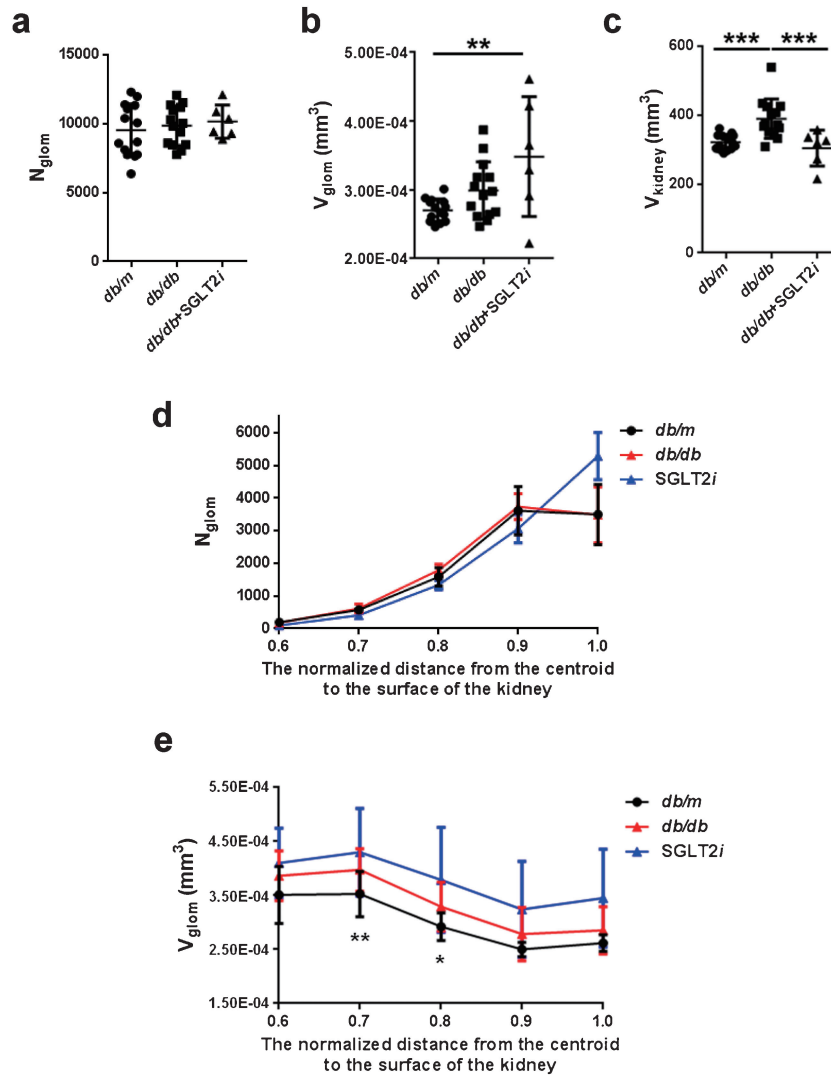 a
15000
10000
5000
0
N_glom
db/m
db/db
db/db+SGLT2i
b
**
5.00E-04
4.00E-04
3.00E-04
2.00E-04
V_glom (mm³)
db/m
db/db
db/db+SGLT2i
c
*** ***
600
400
200
0
V_kidney (mm³)
db/m
db/db
db/db+SGLT2i
d
6000
5000
4000
3000
2000
1000
0
N_glom
0.6 0.7 0.8 0.9 1.0
The normalized distance from the centroid
to the surface of the kidney
db/m
db/db
SGLT2i
e
5.50E-04
4.50E-04
3.50E-04
2.50E-04
1.50E-04
V_glom (mm³)
**
*
0.6 0.7 0.8 0.9 1.0
The normalized distance from the centroid
to the surface of the kidney
db/m
db/db
SGLT2i